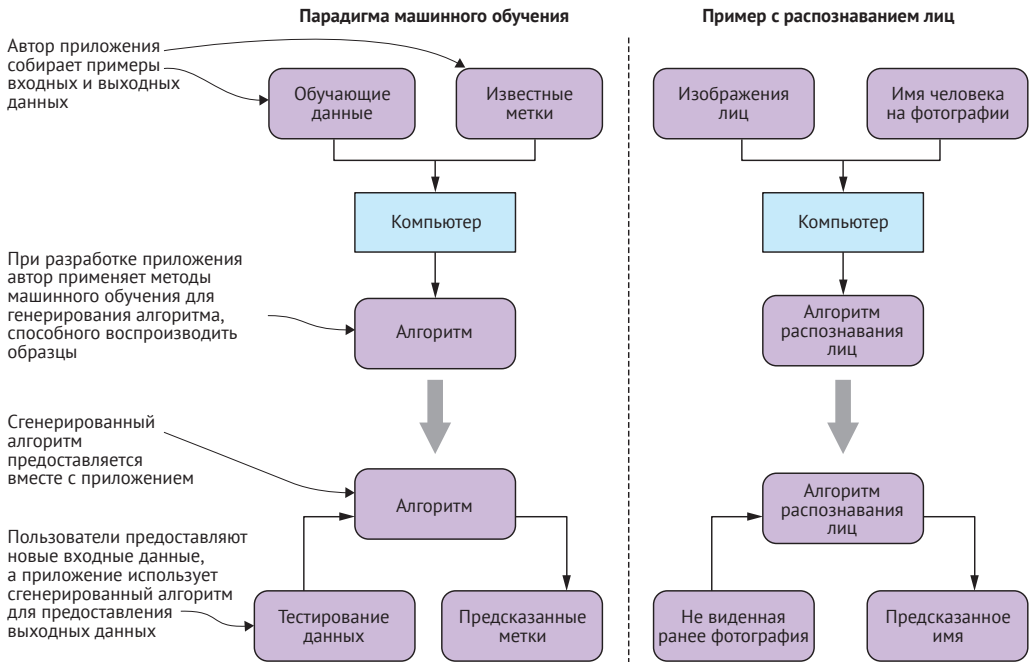 Парадигма машинного обучения
Пример с распознаванием лиц
Автор приложения
собирает примеры
входных и выходных
данных
Обучающие
данные
Известные
метки
Изображения
лиц
Имя человека
на фотографии
Компьютер
Компьютер
При разработке приложения
автор применяет методы
машинного обучения для
генерирования алгоритма,
способного воспроизводить
образцы
Алгоритм
Алгоритм
распознавания
лиц
Сгенерированный
алгоритм
предоставляется
вместе с приложением
Алгоритм
Алгоритм
распознавания
лиц
Пользователи предоставляют
новые входные данные,
а приложение использует
сгенерированный алгоритм
для предоставления
выходных данных
Тестирование
данных
Предсказанные
метки
Не виденная
ранее фотография
Предсказанное
имя